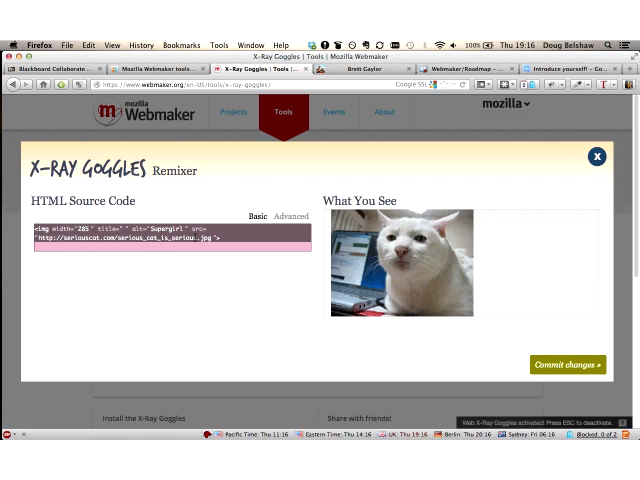 Firefox File Edit View History Bookmarks Tools Window Help 100% Thu 19:16 Doug Belshaw
X-Ray Goggles | Tools | Mozilla Webmaker
Blackboard Collaborate Mozilla Webmaker tools... X-Ray Goggles | Tools | ... Brett Gaylor Webmaker/Roadmap - ... Introduce yourself! - Go...
https://www.webmaker.org/en-US/tools/x-ray-goggles/ Google SSL
mozilla
Webmaker
Projects Tools Events About
mozilla
X-RAY GOGGLES Remixer
X
HTML Source Code
What You See
Basic Advanced
<img width="285" title=" " alt="Supergirl" src=
"http://seriouscat.com/serious_cat_is_serious.jpg">
Commit changes »
Install the X-Ray Goggles
Share with friends!
Web X-Ray Goggles activated! Press ESC to deactivate. ?
Pacific Time: Thu 11:16 Eastern Time: Thu 14:16 UK: Thu 19:16 Berlin: Thu 20:16 Sydney: Fri 06:16 Blocked: 0 of 2